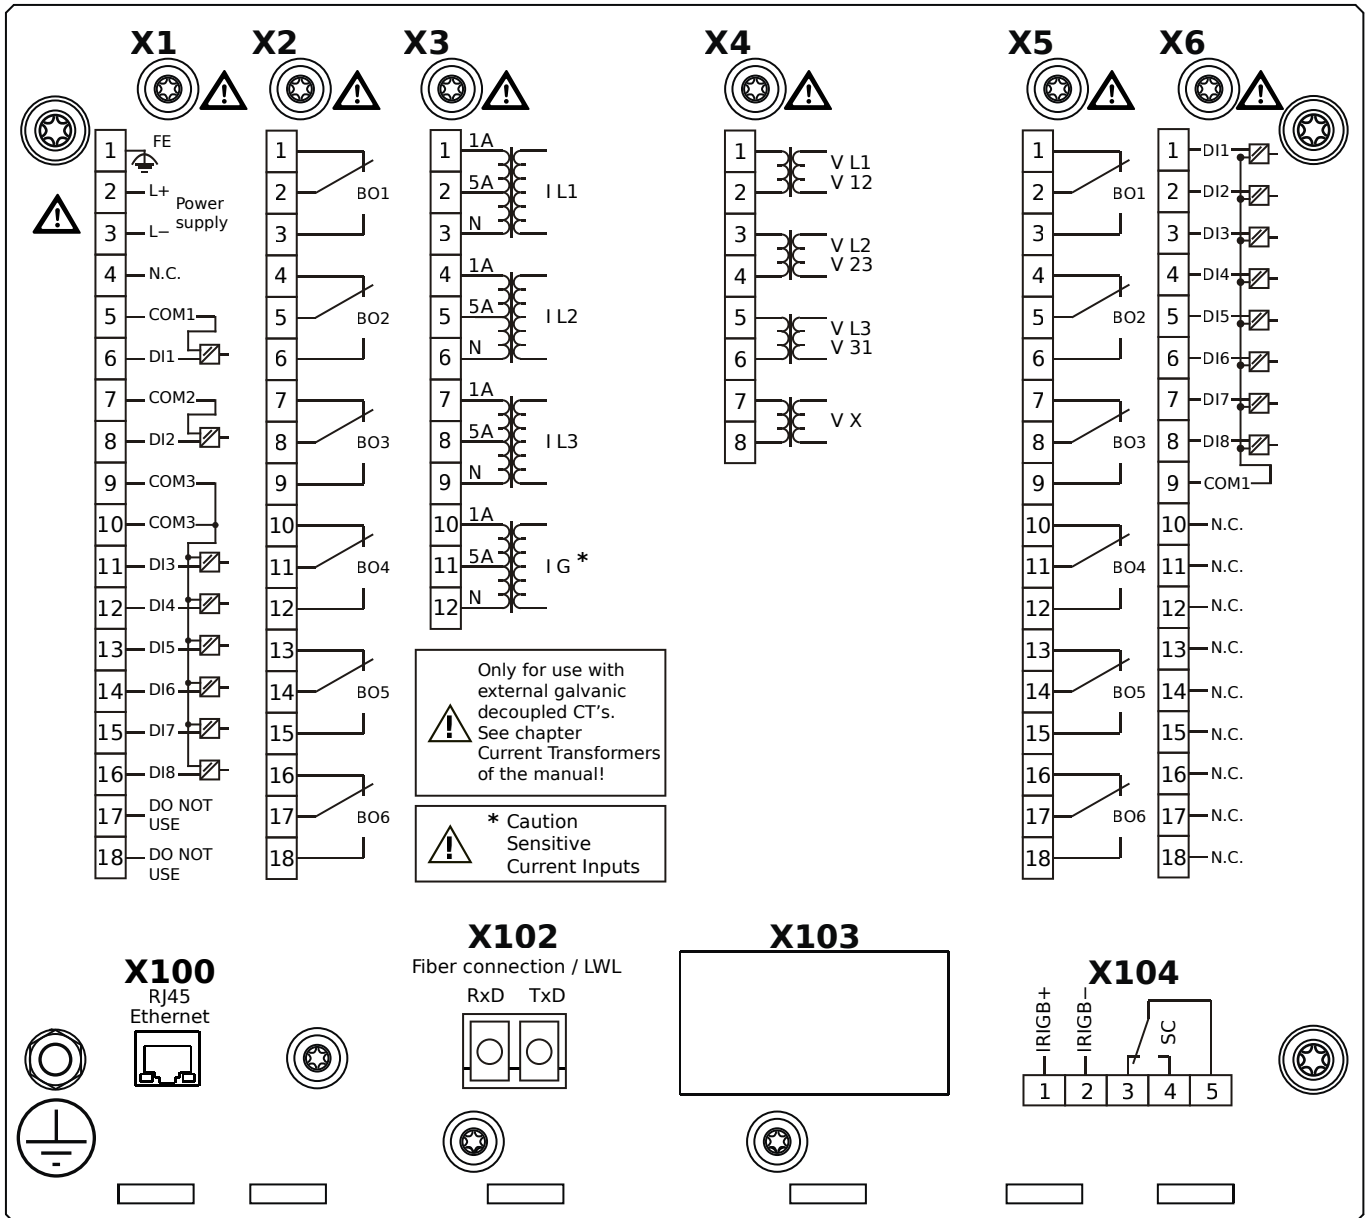 X1 X2 X3 X4 X5 X6
1 FE
2 L+
Power
supply
3 L−
4 N.C.
5 COM1
6 DI1
7 COM2
8 DI2
9 COM3
10 COM3
11 DI3
12 DI4
13 DI5
14 DI6
15 DI7
16 DI8
17 DO NOT
USE
18 DO NOT
USE
1
2 BO1
3
4
5 BO2
6
7
8 BO3
9
10
11 BO4
12
13
14 BO5
15
16
17 BO6
18
1 1A
2 5A I L1
3 N
4 1A
5 5A I L2
6 N
7 1A
8 5A I L3
9 N
10 1A
11 5A I G *
12 N
Only for use with
external galvanic
decoupled CT's.
See chapter
Current Transformers
of the manual!
* Caution
Sensitive
Current Inputs
1 V L1
2 V 12
3 V L2
4 V 23
5 V L3
6 V 31
7 V X
8
1
2 BO1
3
4
5 BO2
6
7
8 BO3
9
10
11 BO4
12
13
14 BO5
15
16
17 BO6
18
1 DI1
2 DI2
3 DI3
4 DI4
5 DI5
6 DI6
7 DI7
8 DI8
9 COM1
10 N.C.
11 N.C.
12 N.C.
13 N.C.
14 N.C.
15 N.C.
16 N.C.
17 N.C.
18 N.C.
X100
RJ45
Ethernet
X102
Fiber connection / LWL
RxD TxD
X103
X104
IRIGB+
IRIGB−
SC
1 2 3 4 5